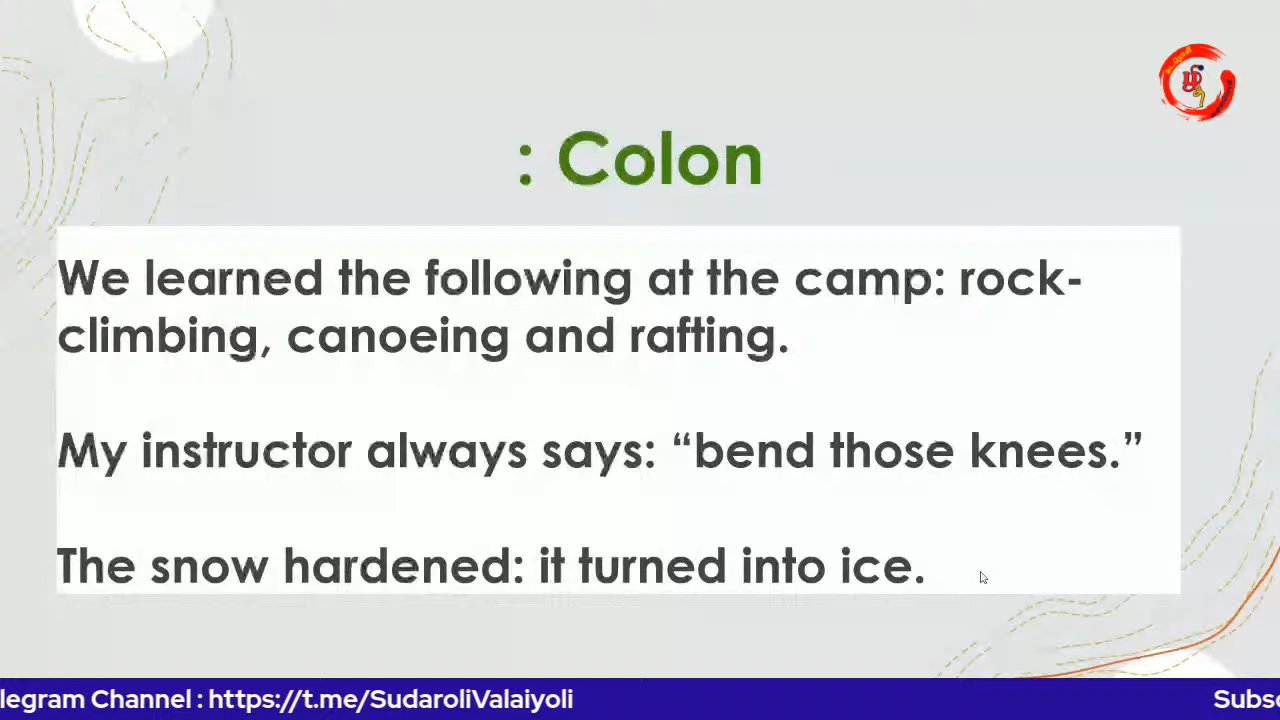 : Colon
We learned the following at the camp: rock-
climbing, canoeing and rafting.
My instructor always says: “bend those knees.”
The snow hardened: it turned into ice.
legram Channel : https://t.me/SudaroliValaiyoli
Subsc